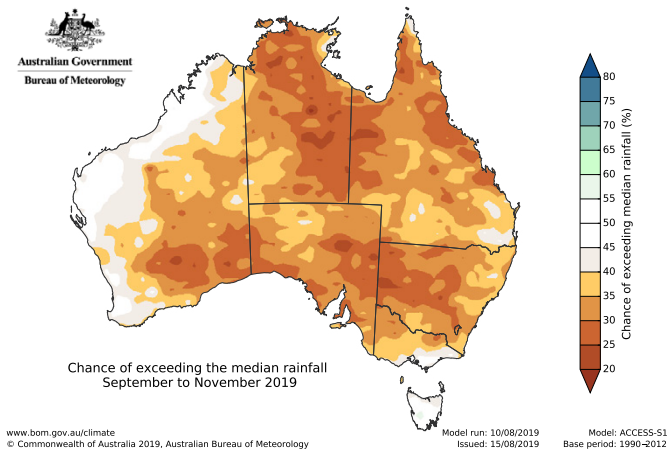 Australian Government
Bureau of Meteorology
80
75
70
65
60
55
50
45
40
35
30
25
20
Chance of exceeding median rainfall (%)
Chance of exceeding the median rainfall
September to November 2019
www.bom.gov.au/climate
© Commonwealth of Australia 2019, Australian Bureau of Meteorology
Model run: 10/08/2019
Issued: 15/08/2019
Model: ACCESS-S1
Base period: 1990−2012